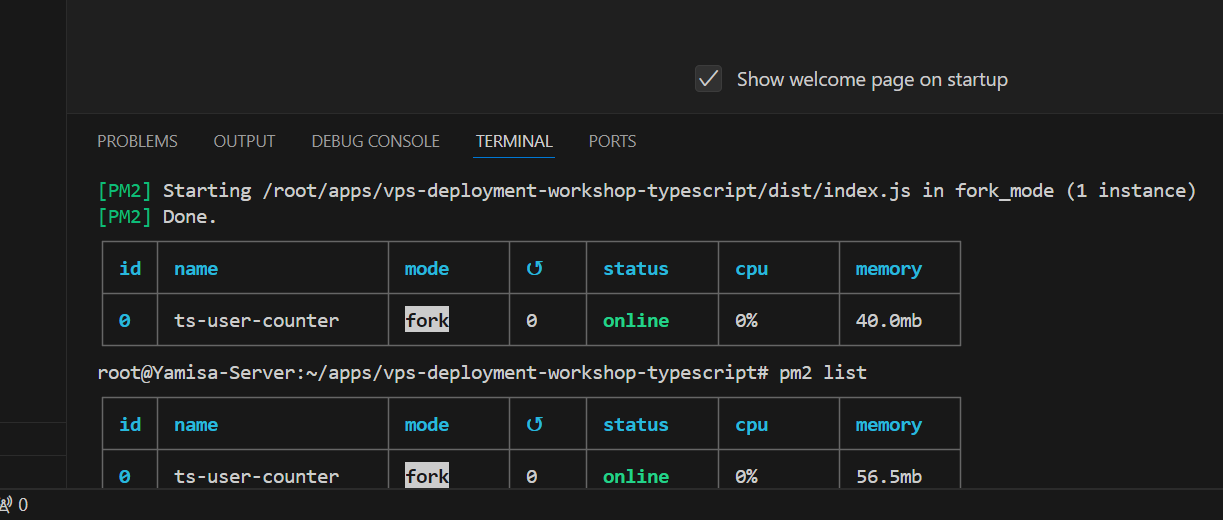 Show welcome page on startup
PROBLEMS OUTPUT DEBUG CONSOLE TERMINAL PORTS
[PM2] Starting /root/apps/vps-deployment-workshop-typescript/dist/index.js in fork_mode (1 instance)
[PM2] Done.
id name mode ↺ status cpu memory
0 ts-user-counter fork 0 online 0% 40.0mb
root@Yamisa-Server:~/apps/vps-deployment-workshop-typescript# pm2 list
id name mode ↺ status cpu memory
0 ts-user-counter fork 0 online 0% 56.5mb
0